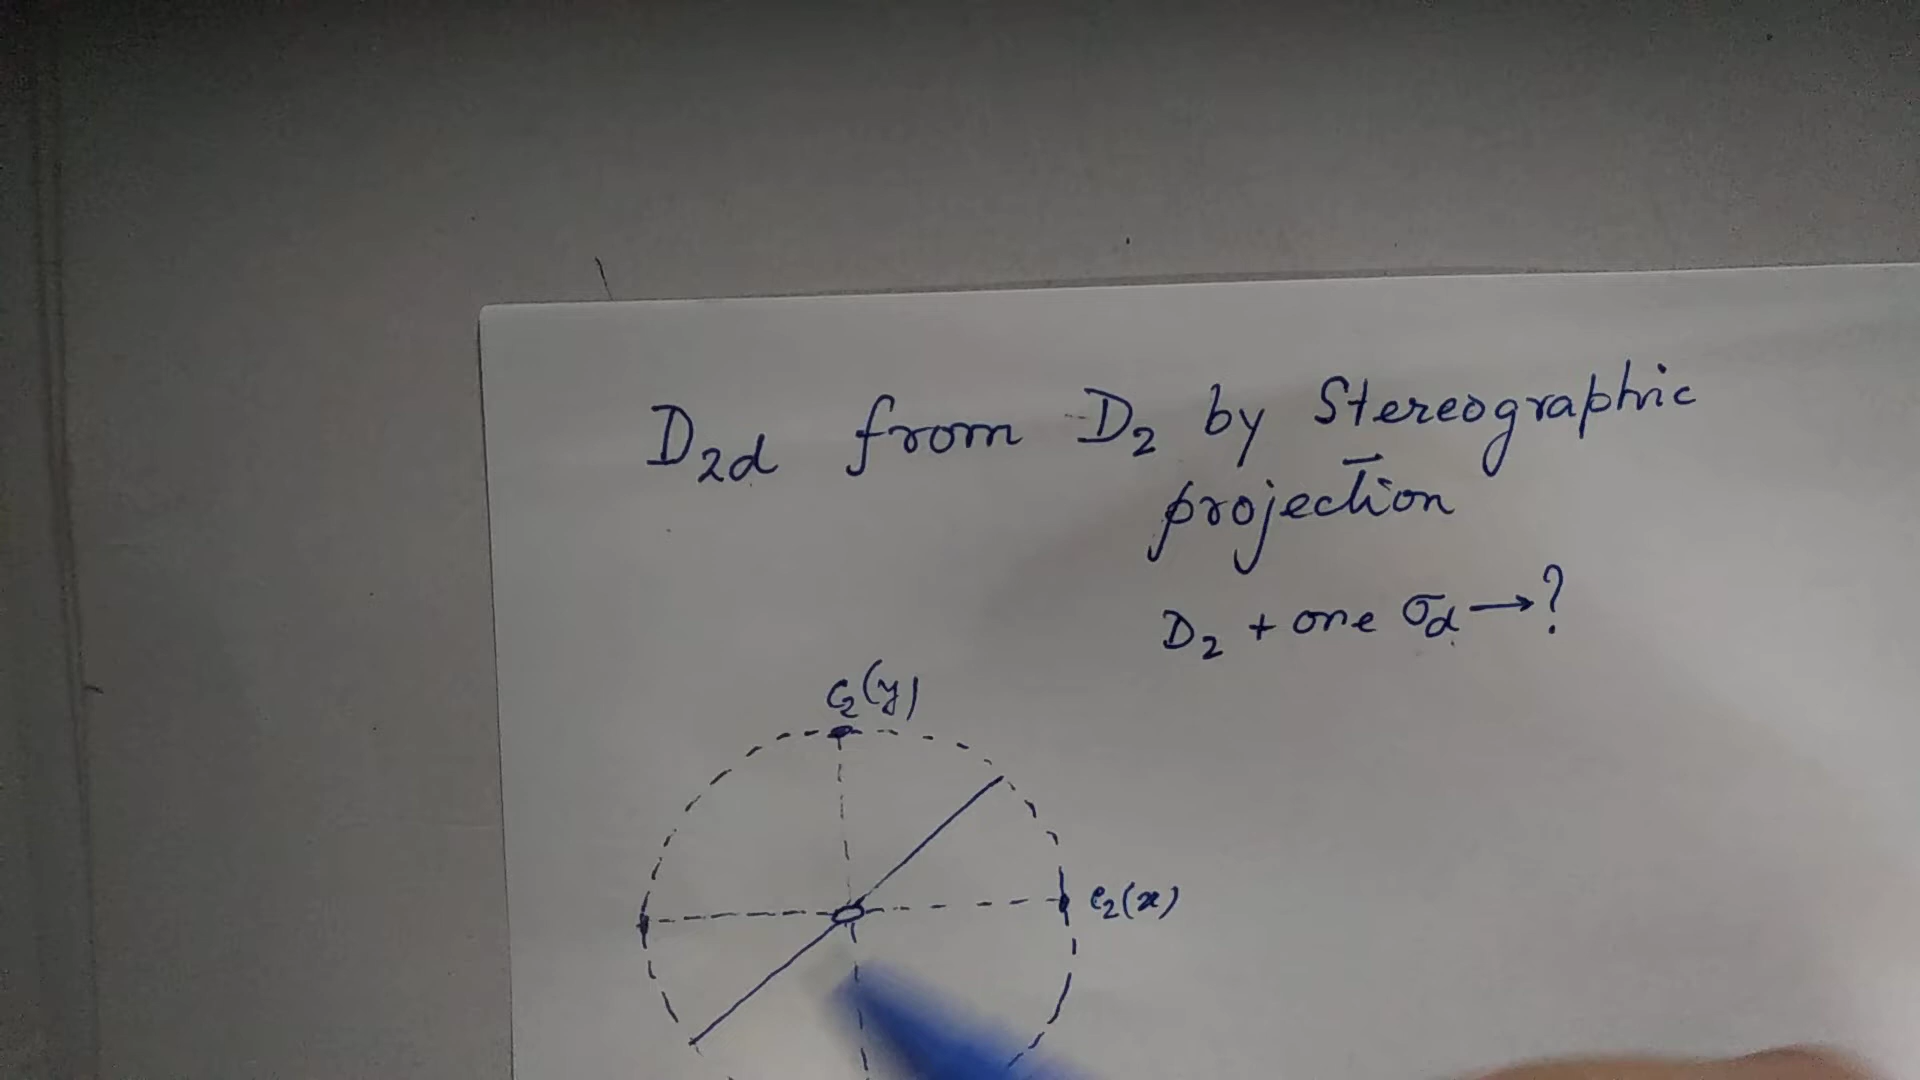 D₂d from D₂ by Stereographic
projection
D₂ + one σd → ?
C₂(y)
C₂(x)